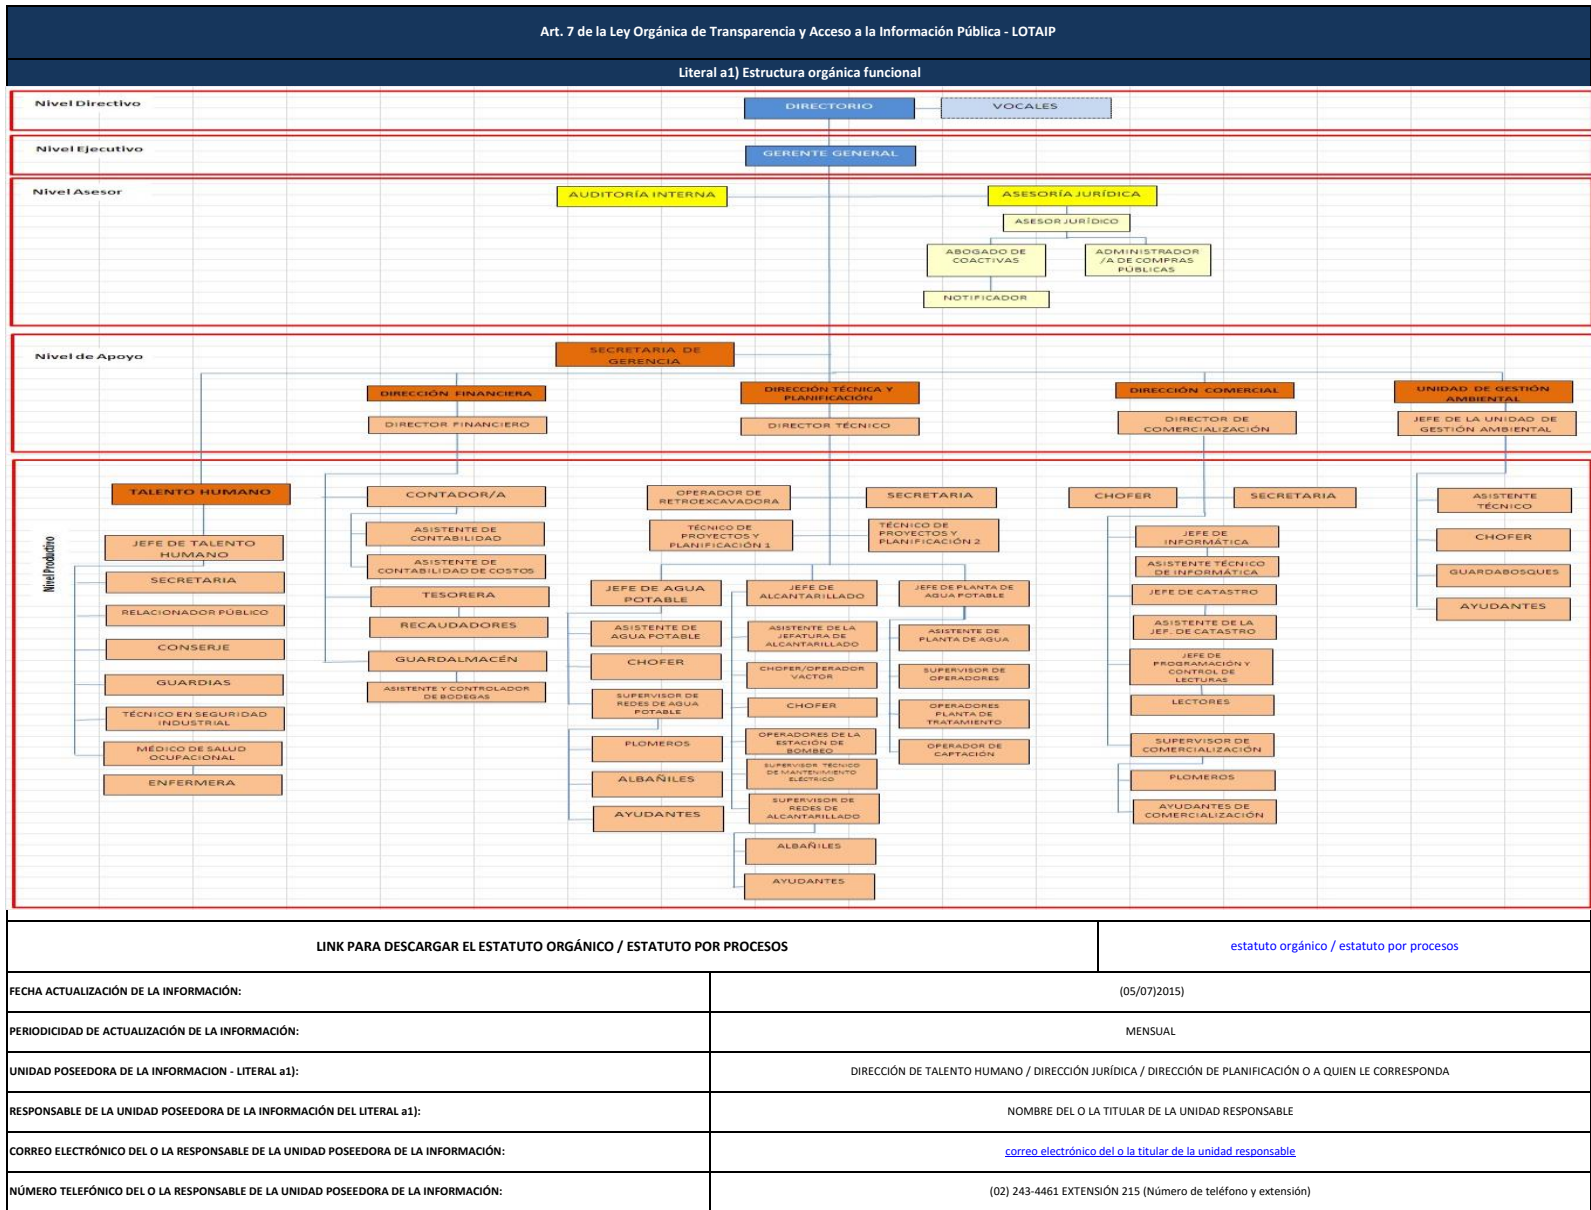 Art. 7 de la Ley Orgánica de Transparencia y Acceso a la Información Pública - LOTAIP
Literal a1) Estructura orgánica funcional
Nivel Directivo
DIRECTORIO
VOCALES
Nivel Ejecutivo
GERENTE GENERAL
Nivel Asesor
AUDITORÍA INTERNA
ASESORÍA JURÍDICA
ASESOR JURÍDICO
ABOGADO DE
COACTIVAS
ADMINISTRADOR
/A DE COMPRAS
PÚBLICAS
NOTIFICADOR
Nivel de Apoyo
SECRETARIA DE
GERENCIA
DIRECCIÓN FINANCIERA
DIRECTOR FINANCIERO
DIRECCIÓN TÉCNICA Y
PLANIFICACIÓN
DIRECTOR TÉCNICO
DIRECCIÓN COMERCIAL
DIRECTOR DE
COMERCIALIZACIÓN
UNIDAD DE GESTIÓN
AMBIENTAL
JEFE DE LA UNIDAD DE
GESTIÓN AMBIENTAL
Nivel Productivo
TALENTO HUMANO
JEFE DE TALENTO
HUMANO
SECRETARIA
RELACIONADOR PÚBLICO
CONSERJE
GUARDIAS
TÉCNICO EN SEGURIDAD
INDUSTRIAL
MÉDICO DE SALUD
OCUPACIONAL
ENFERMERA
CONTADOR/A
ASISTENTE DE
CONTABILIDAD
ASISTENTE DE
CONTABILIDAD DE COSTOS
TESORERA
RECAUDADORES
GUARDALMACÉN
ASISTENTE Y CONTROLADOR
DE BODEGAS
OPERADOR DE
RETROEXCAVADORA
SECRETARIA
TÉCNICO DE
PROYECTOS Y
PLANIFICACIÓN 1
TÉCNICO DE
PROYECTOS Y
PLANIFICACIÓN 2
JEFE DE AGUA
POTABLE
ASISTENTE DE
AGUA POTABLE
CHOFER
SUPERVISOR DE
REDES DE AGUA
POTABLE
PLOMEROS
ALBAÑILES
AYUDANTES
JEFE DE
ALCANTARILLADO
ASISTENTE DE LA
JEFATURA DE
ALCANTARILLADO
CHOFER/OPERADOR
VACTOR
CHOFER
OPERADORES DE LA
ESTACIÓN DE
BOMBEO
SUPERVISOR TÉCNICO
DE MANTENIMIENTO
ELÉCTRICO
SUPERVISOR DE
REDES DE
ALCANTARILLADO
ALBAÑILES
AYUDANTES
JEFE DE PLANTA DE
AGUA POTABLE
ASISTENTE DE
PLANTA DE AGUA
SUPERVISOR DE
OPERADORES
OPERADORES
PLANTA DE
TRATAMIENTO
OPERADOR DE
CAPTACIÓN
CHOFER
SECRETARIA
JEFE DE
INFORMÁTICA
ASISTENTE TÉCNICO
DE INFORMÁTICA
JEFE DE CATASTRO
ASISTENTE DE LA
JEF. DE CATASTRO
JEFE DE
PROGRAMACIÓN Y
CONTROL DE
LECTURAS
LECTORES
SUPERVISOR DE
COMERCIALIZACIÓN
PLOMEROS
AYUDANTES DE
COMERCIALIZACIÓN
ASISTENTE
TÉCNICO
CHOFER
GUARDABOSQUES
AYUDANTES
LINK PARA DESCARGAR EL ESTATUTO ORGÁNICO / ESTATUTO POR PROCESOS
estatuto orgánico / estatuto por procesos
FECHA ACTUALIZACIÓN DE LA INFORMACIÓN:
(05/07)2015)
PERIODICIDAD DE ACTUALIZACIÓN DE LA INFORMACIÓN:
MENSUAL
UNIDAD POSEEDORA DE LA INFORMACION - LITERAL a1):
DIRECCIÓN DE TALENTO HUMANO / DIRECCIÓN JURÍDICA / DIRECCIÓN DE PLANIFICACIÓN O A QUIEN LE CORRESPONDA
RESPONSABLE DE LA UNIDAD POSEEDORA DE LA INFORMACIÓN DEL LITERAL a1):
NOMBRE DEL O LA TITULAR DE LA UNIDAD RESPONSABLE
CORREO ELECTRÓNICO DEL O LA RESPONSABLE DE LA UNIDAD POSEEDORA DE LA INFORMACIÓN:
correo electrónico del o la titular de la unidad responsable
NÚMERO TELEFÓNICO DEL O LA RESPONSABLE DE LA UNIDAD POSEEDORA DE LA INFORMACIÓN:
(02) 243-4461 EXTENSIÓN 215 (Número de teléfono y extensión)